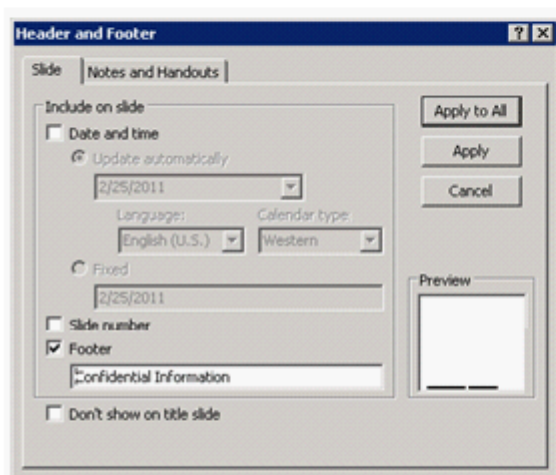 Header and Footer
Slide Notes and Handouts
Include on slide
Date and time
Update automatically
2/25/2011
Language: Calendar type:
English (U.S.) Western
Fixed
2/25/2011
Slide number
Footer
Confidential Information
Don't show on title slide
Apply to All
Apply
Cancel
Preview